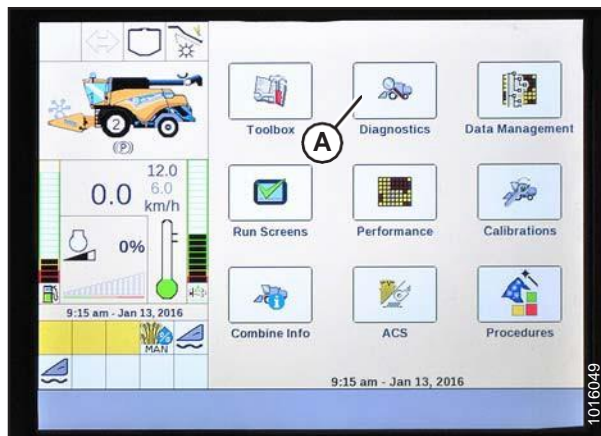 2
(P)
12.0
6.0
0.0 km/h
0%
9:15 am - Jan 13, 2016
MAN
Toolbox
Diagnostics
Data Management
A
Run Screens
Performance
Calibrations
Combine Info
ACS
Procedures
9:15 am - Jan 13, 2016
1016049